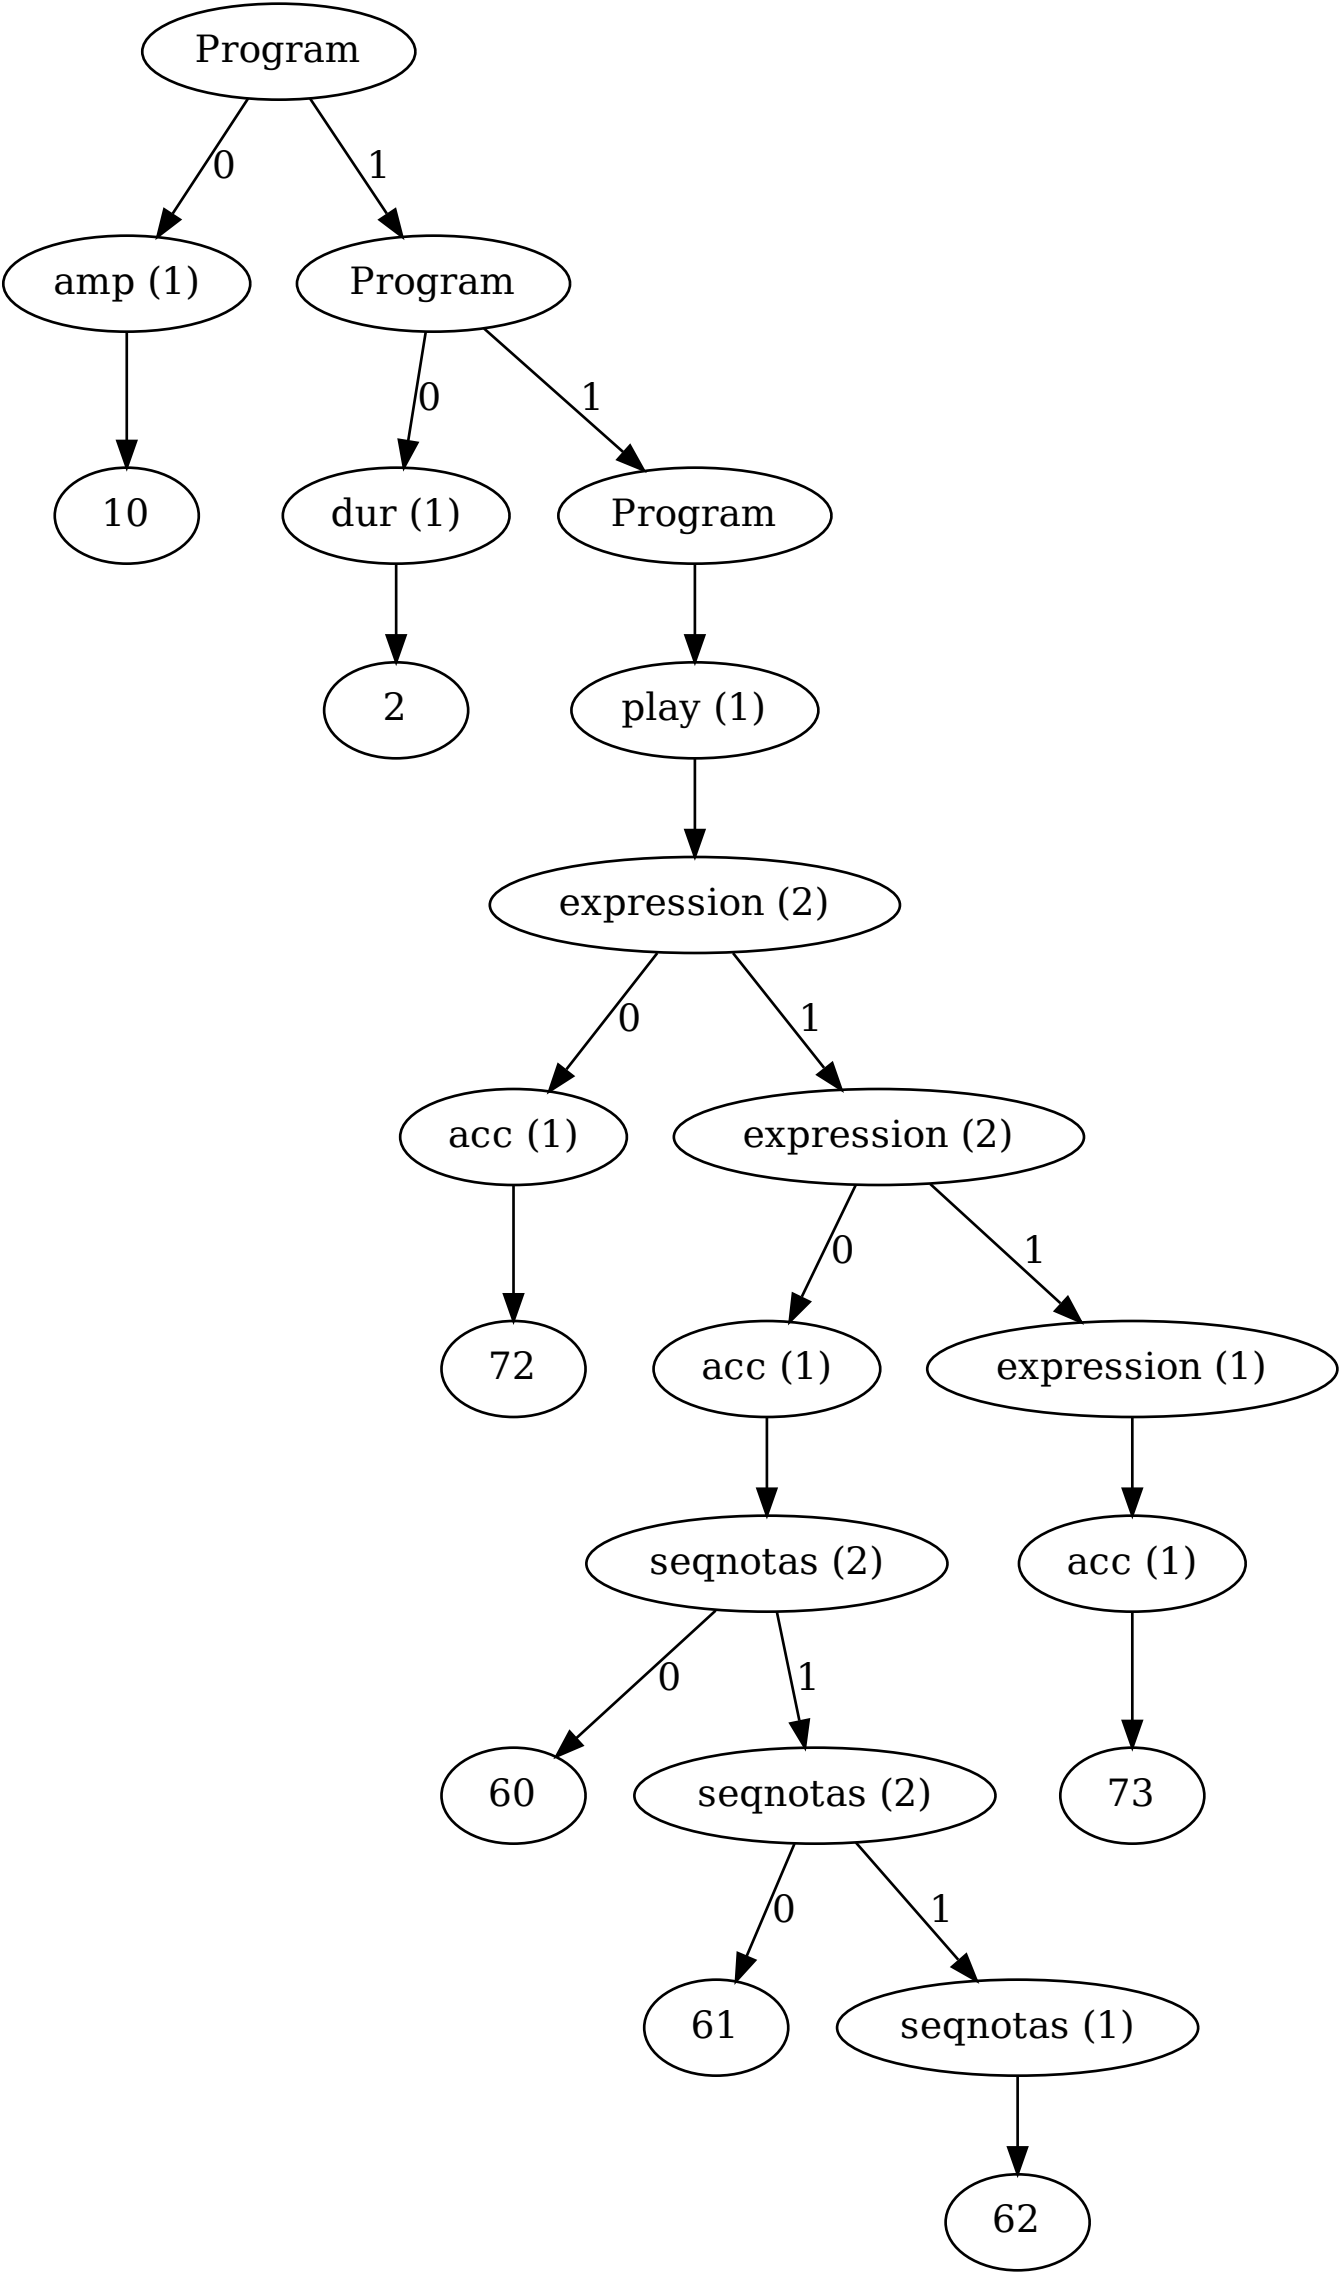 Program
0
1
amp (1)
Program
0
1
10
dur (1)
Program
2
play (1)
expression (2)
0
1
acc (1)
expression (2)
0
1
72
acc (1)
expression (1)
seqnotas (2)
acc (1)
0
1
60
seqnotas (2)
73
0
1
61
seqnotas (1)
62